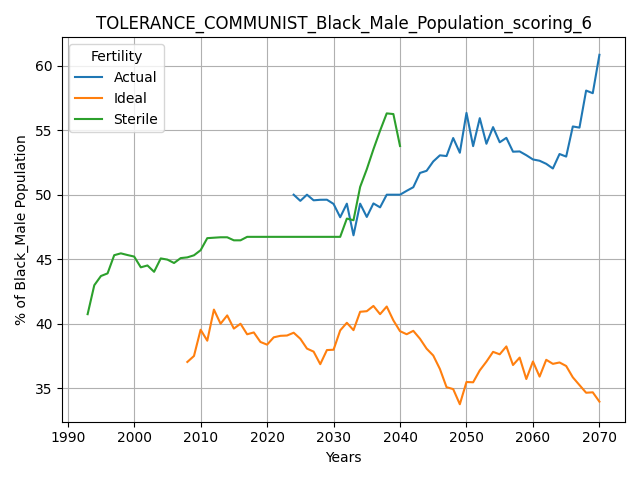 TOLERANCE_COMMUNIST_Black_Male_Population_scoring_6
Fertility
Actual
Ideal
Sterile
% of Black_Male Population
60
55
50
45
40
35
1990 2000 2010 2020 2030 2040 2050 2060 2070
Years